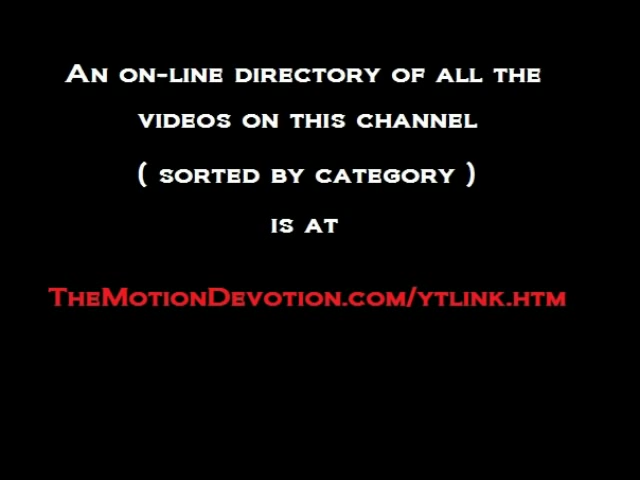 An on-line directory of all the
videos on this channel
( sorted by category )
is at
TheMotionDevotion.com/ytlink.htm